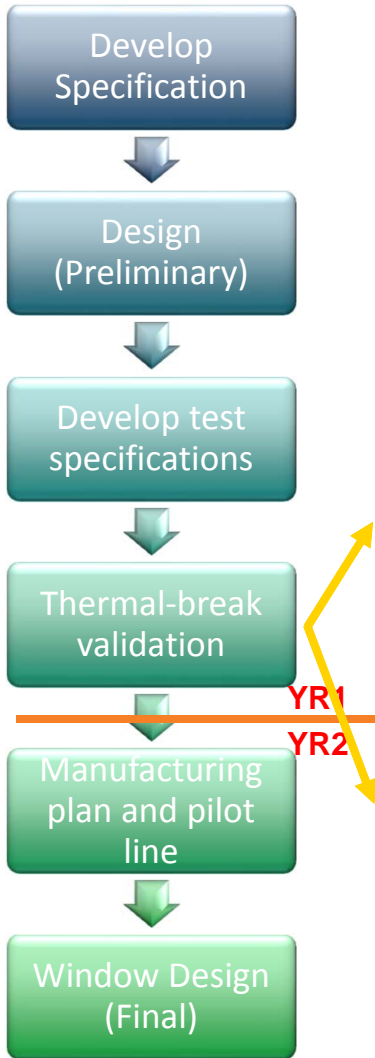 Develop
Specification
Design
(Preliminary)
Develop test
specifications
Thermal-break
validation
YR1
YR2
Manufacturing
plan and pilot
line
Window Design
(Final)